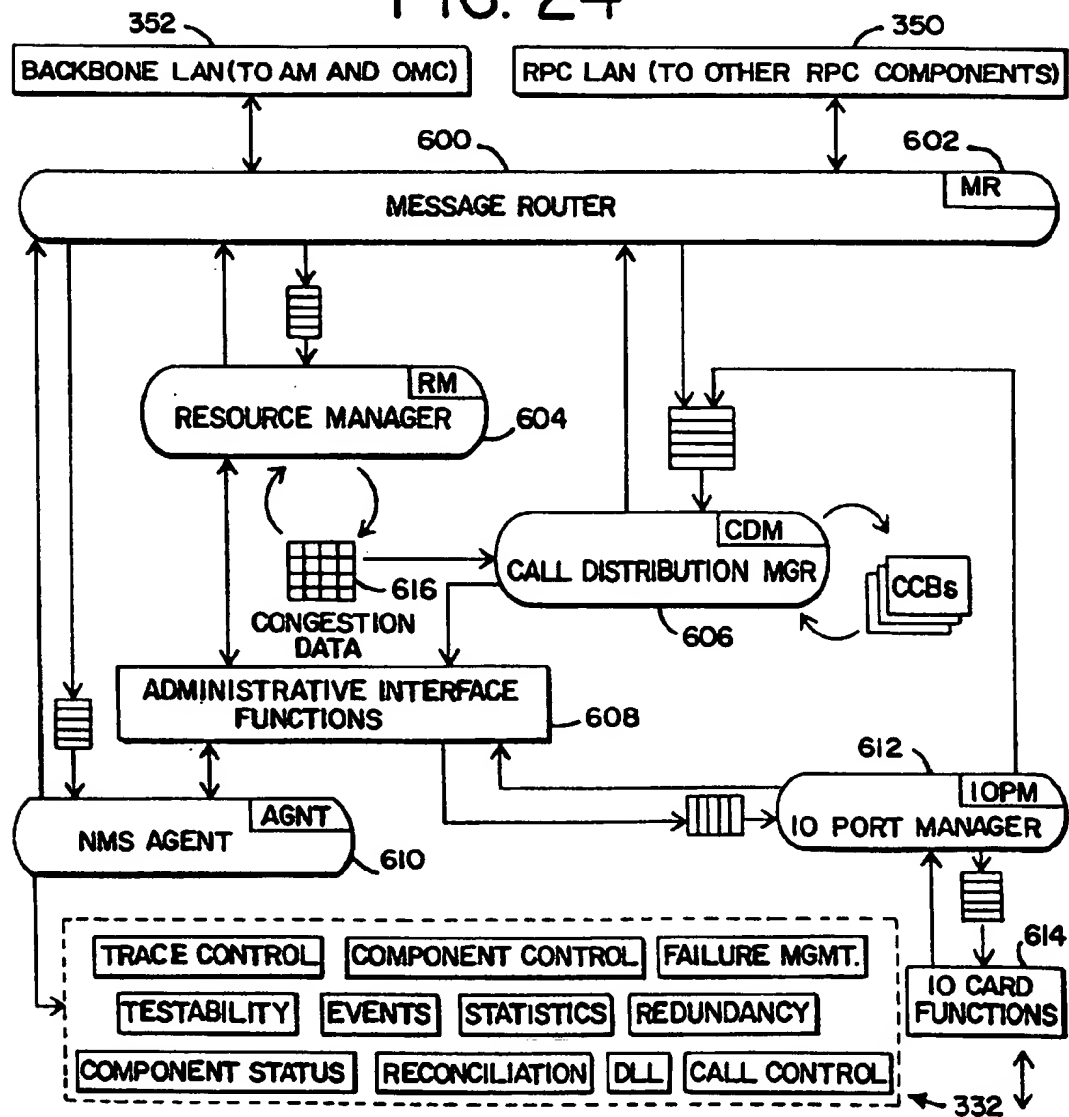 FIG. 24
352
350
BACKBONE LAN (TO AM AND OMC)
RPC LAN (TO OTHER RPC COMPONENTS)
600
602
MR
MESSAGE ROUTER
RM
RESOURCE MANAGER
604
CDM
CALL DISTRIBUTION MGR
CCBs
616
606
CONGESTION
DATA
ADMINISTRATIVE INTERFACE
FUNCTIONS
608
612
IOPM
IO PORT MANAGER
AGNT
NMS AGENT
610
614
IO CARD
FUNCTIONS
TRACE CONTROL
COMPONENT CONTROL
FAILURE MGMT.
TESTABILITY
EVENTS
STATISTICS
REDUNDANCY
COMPONENT STATUS
RECONCILIATION
DLL
CALL CONTROL
332